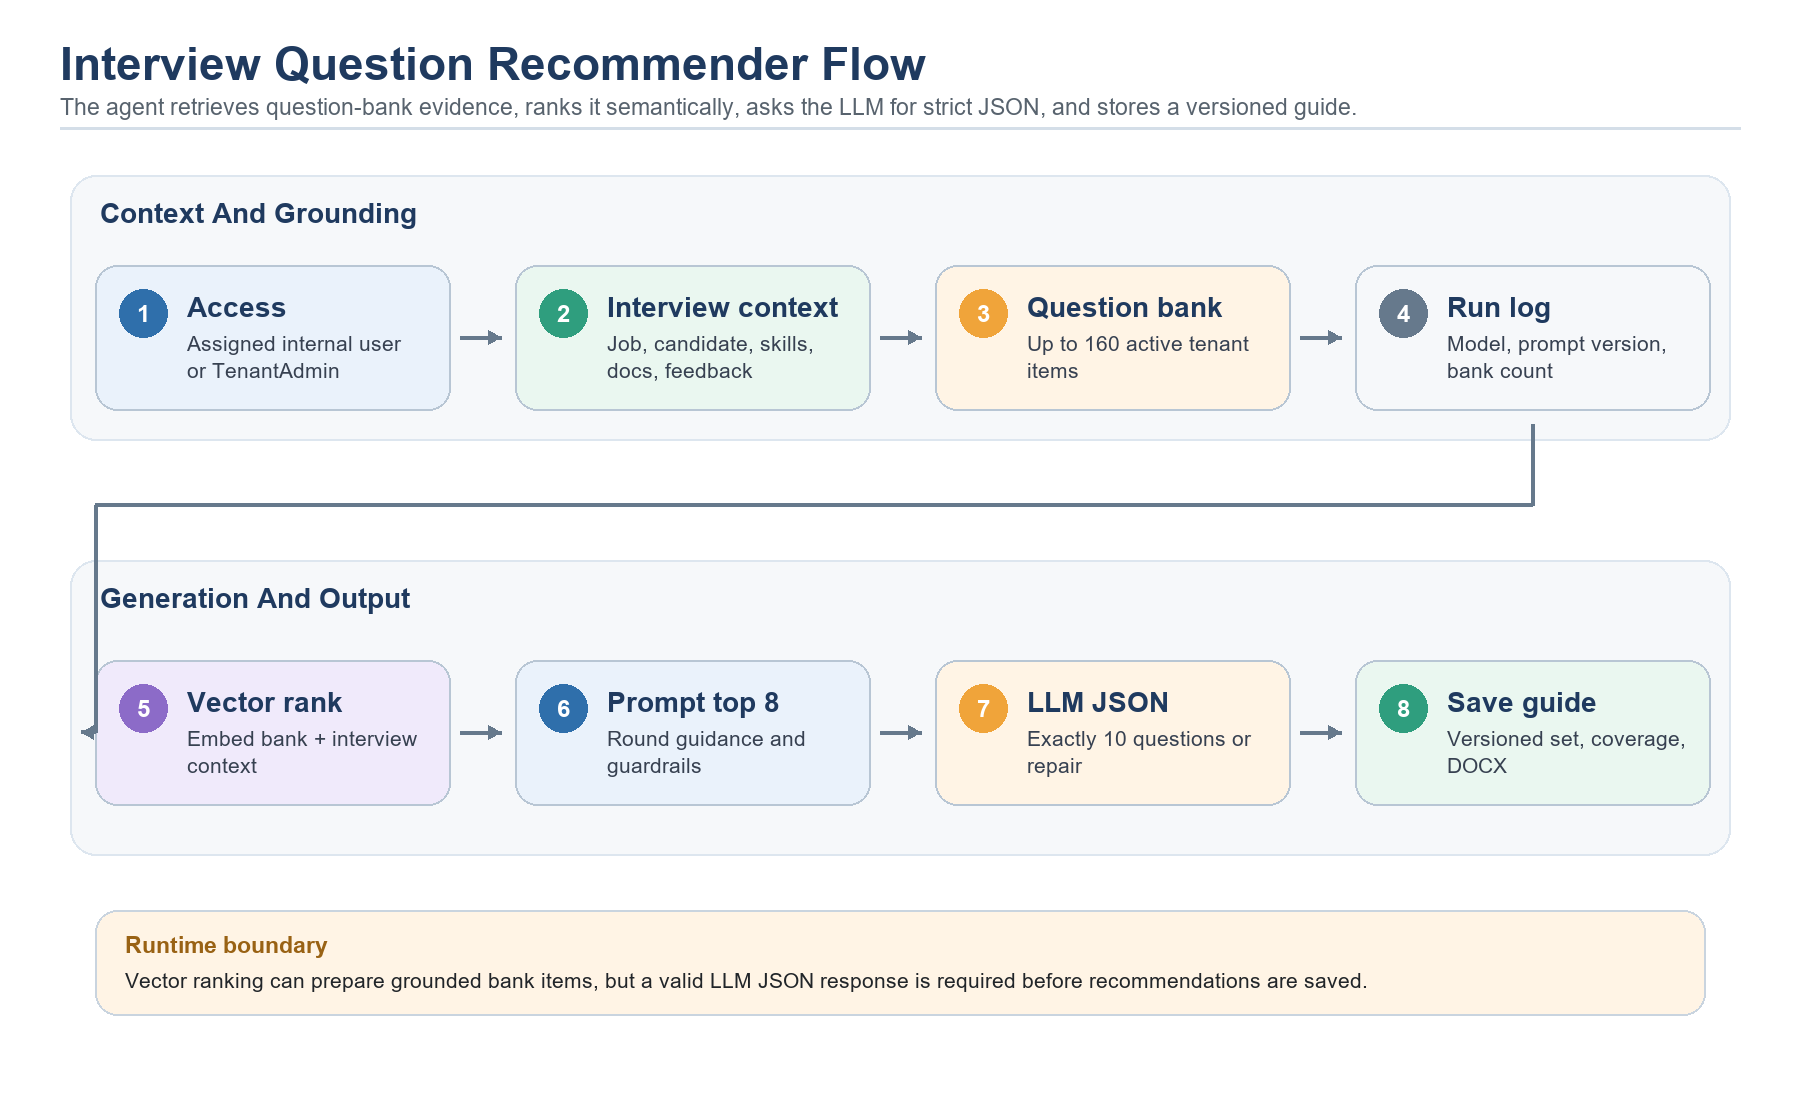 Interview Question Recommender Flow
The agent retrieves question-bank evidence, ranks it semantically, asks the LLM for strict JSON, and stores a versioned guide.
Context And Grounding
1
Access
Assigned internal user
or TenantAdmin
2
Interview context
Job, candidate, skills,
docs, feedback
3
Question bank
Up to 160 active tenant
items
4
Run log
Model, prompt version,
bank count
Generation And Output
5
Vector rank
Embed bank + interview
context
6
Prompt top 8
Round guidance and
guardrails
7
LLM JSON
Exactly 10 questions or
repair
8
Save guide
Versioned set, coverage,
DOCX
Runtime boundary
Vector ranking can prepare grounded bank items, but a valid LLM JSON response is required before recommendations are saved.